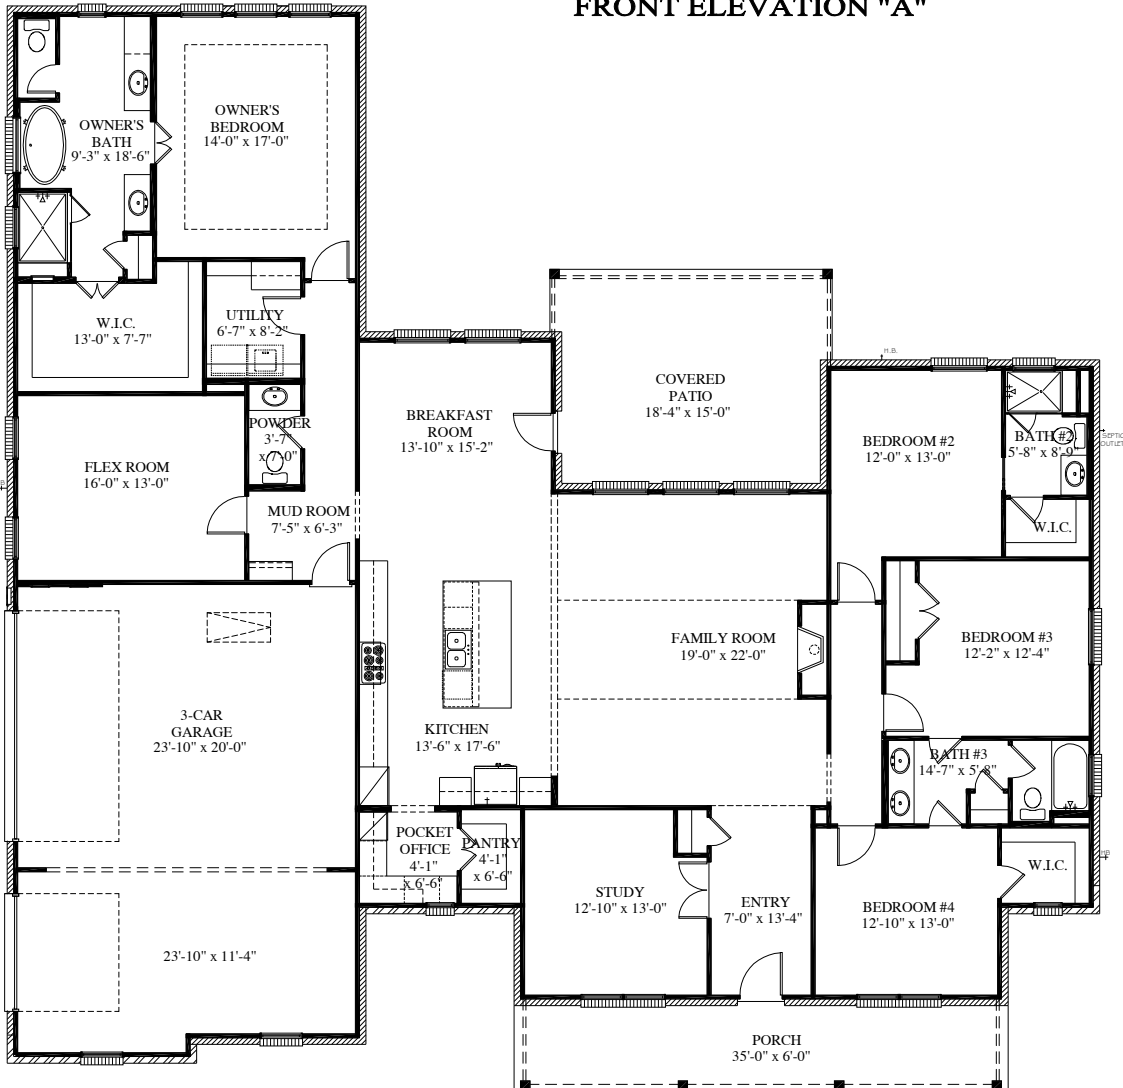 FRONT ELEVATION "A"
OWNER'S
BEDROOM
14'-0" x 17'-0"
OWNER'S
BATH
9'-3" x 18'-6"
UTILITY
6'-7" x 8'-2"
W.I.C.
13'-0" x 7'-7"
H.B.
COVERED
PATIO
18'-4" x 15'-0"
BREAKFAST
ROOM
13'-10" x 15'-2"
POWDER
3'-7"
x 7'-0"
FLEX ROOM
16'-0" x 13'-0"
MUD ROOM
7'-5" x 6'-3"
BEDROOM #2
12'-0" x 13'-0"
BATH #2
5'-8" x 8'-9"
SEPTIC
OUTLET
W.I.C.
FAMILY ROOM
19'-0" x 22'-0"
BEDROOM #3
12'-2" x 12'-4"
3-CAR
GARAGE
23'-10" x 20'-0"
KITCHEN
13'-6" x 17'-6"
BATH #3
14'-7" x 5'-8"
POCKET
OFFICE
4'-1"
x 6'-6"
PANTRY
4'-1"
x 6'-6"
HB
W.I.C.
STUDY
12'-10" x 13'-0"
ENTRY
7'-0" x 13'-4"
BEDROOM #4
12'-10" x 13'-0"
23'-10" x 11'-4"
PORCH
35'-0" x 6'-0"